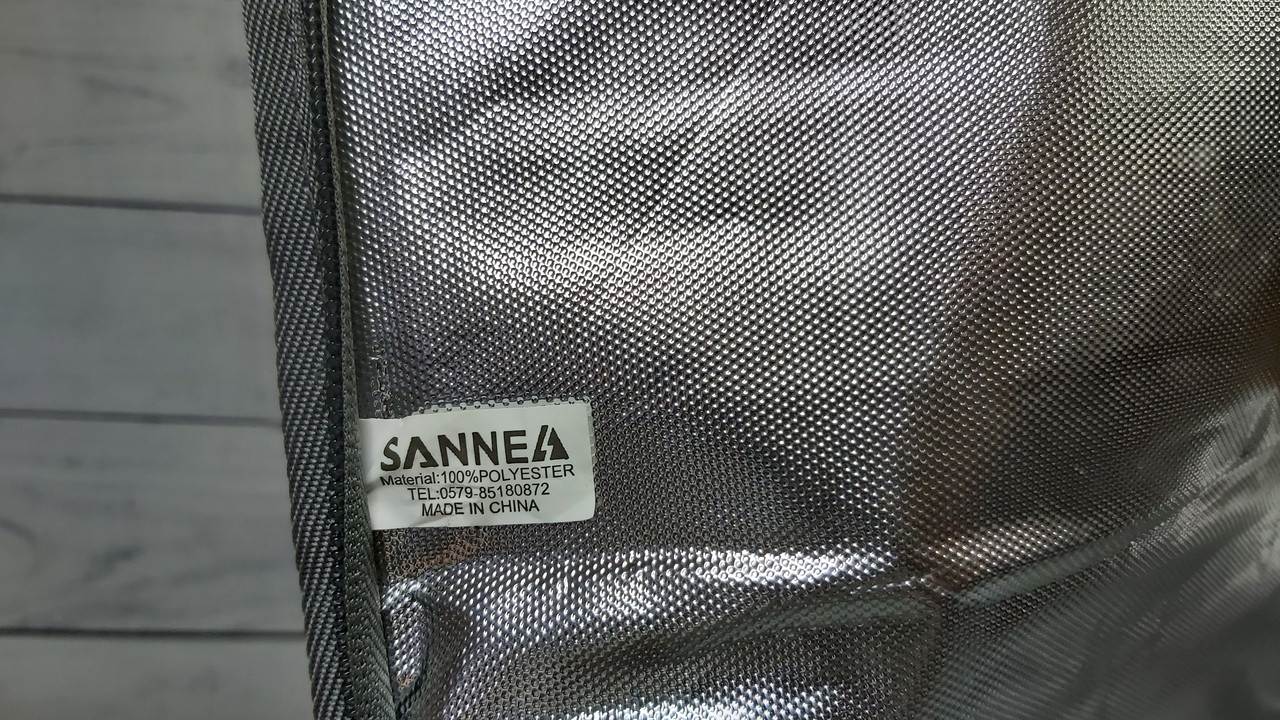 SANNEA
Material:100%POLYESTER
TEL:0579-85180872
MADE IN CHINA